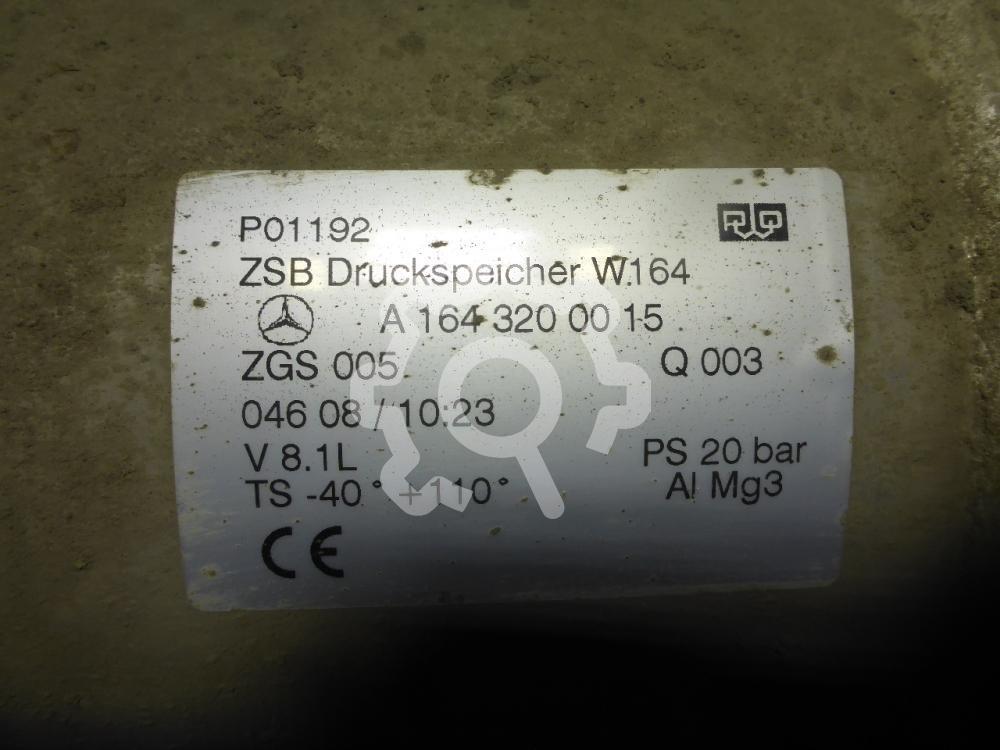 P01192
ZSB Druckspeicher W.164
A 164 320 00 15
ZGS 005 Q 003
046 08 / 10:23
V 8.1L PS 20 bar
TS -40° +110° Al Mg3
CE